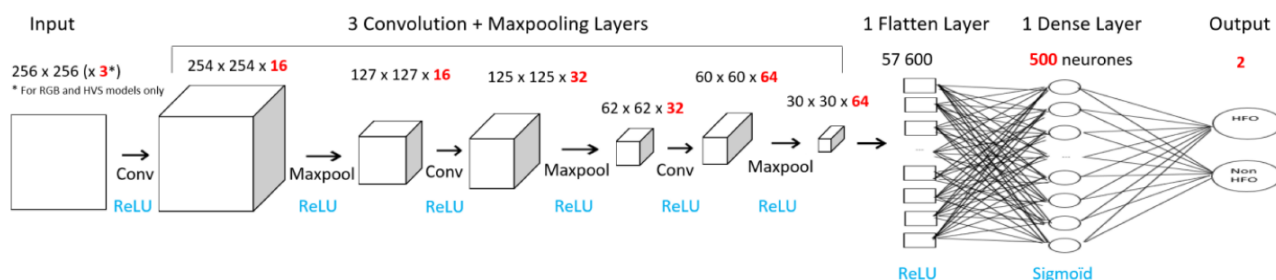 Input
3 Convolution + Maxpooling Layers
1 Flatten Layer
1 Dense Layer
Output
256 x 256 (x 3*)
* For RGB and HVS models only
254 x 254 x 16
127 x 127 x 16
125 x 125 x 32
62 x 62 x 32
60 x 60 x 64
30 x 30 x 64
57 600
500 neurones
2
Conv
ReLU
Maxpool
ReLU
Conv
ReLU
Maxpool
ReLU
Conv
ReLU
Maxpool
ReLU
...
...
HFO
Non
HFO
ReLU
Sigmoïd